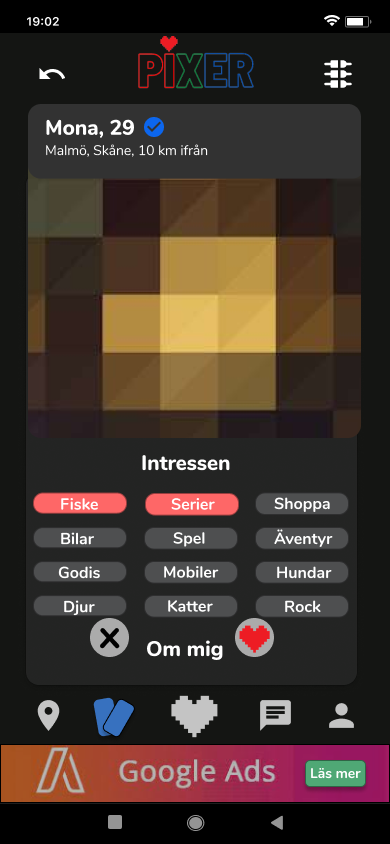 19:02
PIXER
Mona, 29
Malmö, Skåne, 10 km ifrån
Intressen
Fiske Serier Shoppa
Bilar Spel Äventyr
Godis Mobiler Hundar
Djur Katter Rock
Om mig
Google Ads
Läs mer